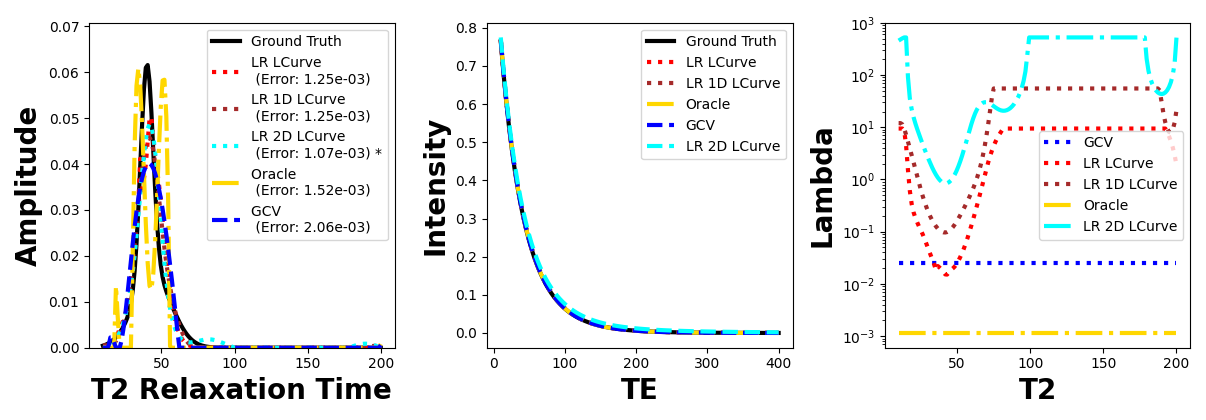 0.07
0.06
0.05
0.04
0.03
0.02
0.01
0.00
Amplitude
50
100
150
200
T2 Relaxation Time
Ground Truth
LR LCurve
(Error: 1.25e-03)
LR 1D LCurve
(Error: 1.25e-03)
LR 2D LCurve
(Error: 1.07e-03) *
Oracle
(Error: 1.52e-03)
GCV
(Error: 2.06e-03)
0.8
0.7
0.6
0.5
0.4
0.3
0.2
0.1
0.0
Intensity
0
100
200
300
400
TE
Ground Truth
LR LCurve
LR 1D LCurve
Oracle
GCV
LR 2D LCurve
10³
10²
10¹
10⁰
10⁻¹
10⁻²
10⁻³
Lambda
50
100
150
200
T2
GCV
LR LCurve
LR 1D LCurve
Oracle
LR 2D LCurve